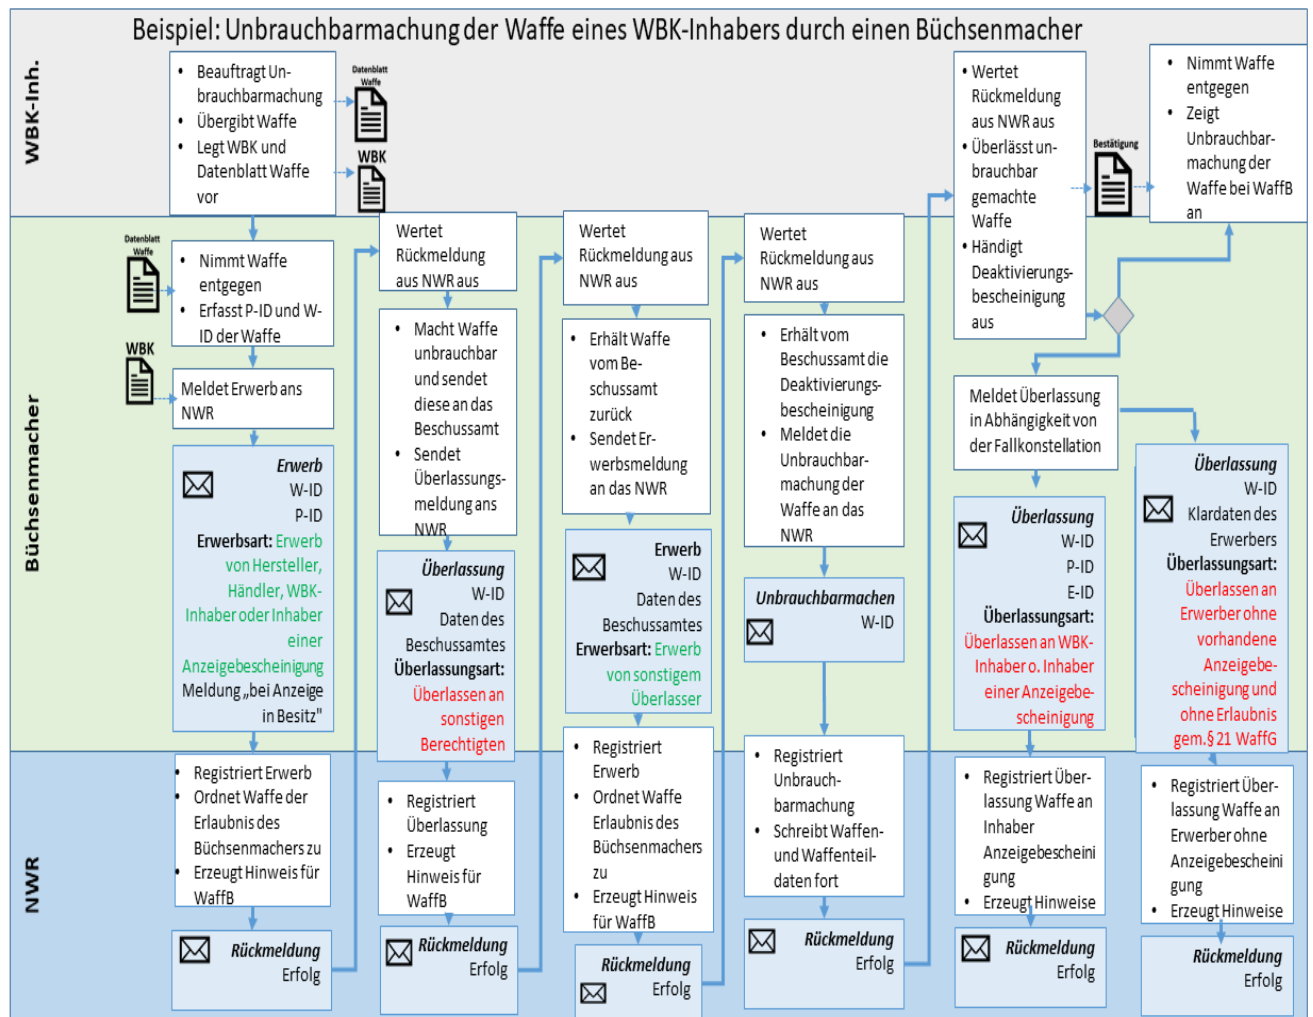 Beispiel: Unbrauchbarmachung der Waffe eines WBK-Inhabers durch einen Büchsenmacher
WBK-Inh.
• Beauftragt Un-
brauchbarmachung
• Übergibt Waffe
• Legt WBK und
Datenblatt Waffe
vor
Datenblatt
Waffe
WBK
• Wertet
Rückmeldung
aus NWR aus
• Überlässt un-
brauchbar
gemachte
Waffe
• Händigt
Deaktivierungs-
bescheinigung
aus
Bestätigung
• Nimmt Waffe
entgegen
• Zeigt
Unbrauchbar-
machung der
Waffe bei WaffB
an
Büchsenmacher
Datenblatt
Waffe
• Nimmt Waffe
entgegen
• Erfasst P-ID und W-
ID der Waffe
WBK
Meldet Erwerb ans
NWR
Erwerb
W-ID
P-ID
Erwerbsart: Erwerb
von Hersteller,
Händler, WBK-
Inhaber oder Inhaber
einer
Anzeigebescheinigung
Meldung „bei Anzeige
in Besitz"
Wertet
Rückmeldung
aus NWR aus
• Macht Waffe
unbrauchbar
und sendet
diese an das
Beschussamt
• Sendet
Überlassungs-
meldung ans
NWR
Überlassung
W-ID
Daten des
Beschussamtes
Überlassungsart:
Überlassen an
sonstigen
Berechtigten
Wertet
Rückmeldung aus
NWR aus
• Erhält Waffe
vom Be-
schussamt
zurück
• Sendet Er-
werbsmeldung
an das NWR
Erwerb
W-ID
Daten des
Beschussamtes
Erwerbsart: Erwerb
von sonstigem
Überlasser
Wertet
Rückmeldung aus
NWR aus
• Erhält vom
Beschussamt die
Deaktivierungs-
bescheinigung
• Meldet die
Unbrauchbar-
machung der
Waffe an das
NWR
Unbrauchbarmachen
W-ID
Meldet Überlassung
in Abhängigkeit von
der Fallkonstellation
Überlassung
W-ID
P-ID
E-ID
Überlassungsart:
Überlassen an WBK-
Inhaber o. Inhaber
einer Anzeigebe-
scheinigung
Überlassung
W-ID
Klardaten des
Erwerbers
Überlassungsart:
Überlassen an
Erwerber ohne
vorhandene
Anzeigebe-
scheinigung und
ohne Erlaubnis
gem.§ 21 WaffG
NWR
• Registriert Erwerb
• Ordnet Waffe der
Erlaubnis des
Büchsenmachers zu
• Erzeugt Hinweis für
WaffB
Rückmeldung
Erfolg
• Registriert
Überlassung
• Erzeugt
Hinweis für
WaffB
Rückmeldung
Erfolg
• Registriert
Erwerb
• Ordnet Waffe
Erlaubnis des
Büchsenmachers
zu
• Erzeugt Hinweis
für WaffB
Rückmeldung
Erfolg
• Registriert
Unbrauch-
barmachung
• Schreibt Waffen-
und Waffenteil-
daten fort
Rückmeldung
Erfolg
• Registriert Über-
lassung Waffe an
Inhaber
Anzeigebescheini
gung
• Erzeugt Hinweise
Rückmeldung
Erfolg
• Registriert Über-
lassung Waffe an
Erwerber ohne
Anzeigebescheini
gung
• Erzeugt Hinweise
Rückmeldung
Erfolg